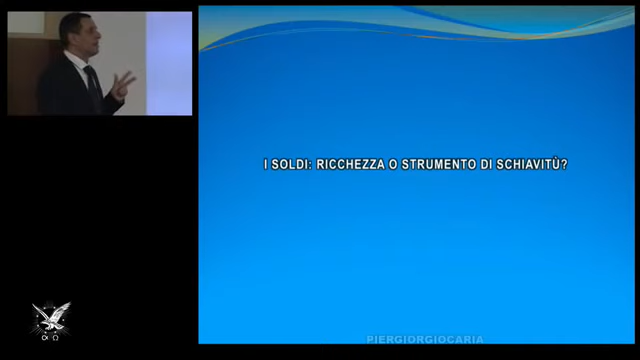 I SOLDI: RICCHEZZA O STRUMENTO DI SCHIAVITÙ?
α Ω
PIERGIORGIOCARIA